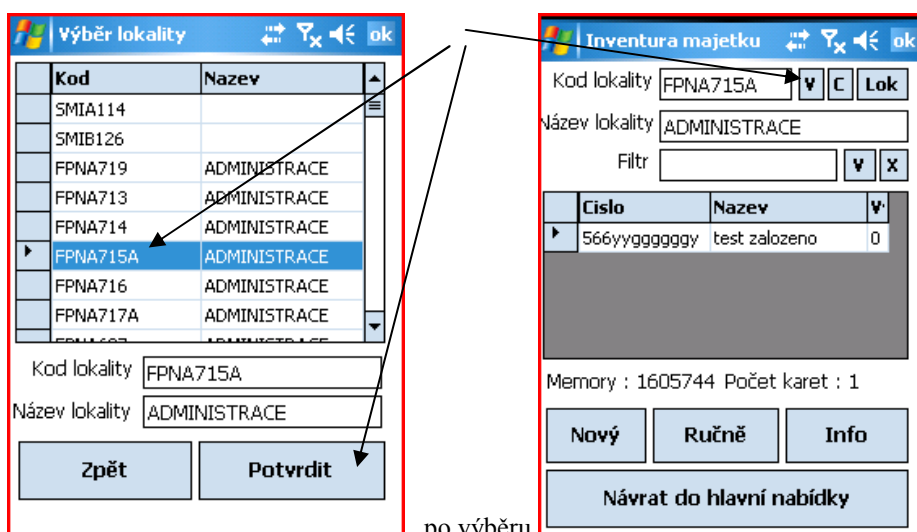 Výběr lokality ok
Kod Nazev
SMIA114
SMIB126
FPNA719 ADMINISTRACE
FPNA713 ADMINISTRACE
FPNA714 ADMINISTRACE
FPNA715A ADMINISTRACE
FPNA716 ADMINISTRACE
FPNA717A ADMINISTRACE
Kod lokality FPNA715A
Název lokality ADMINISTRACE
Zpět Potvrdit
po výběru
Inventura majetku ok
Kod lokality FPNA715A V C Lok
Název lokality ADMINISTRACE
Filtr V X
Cislo Nazev V
566yygggggy test zalozeno 0
Memory : 1605744 Počet karet : 1
Nový Ručně Info
Návrat do hlavní nabídky